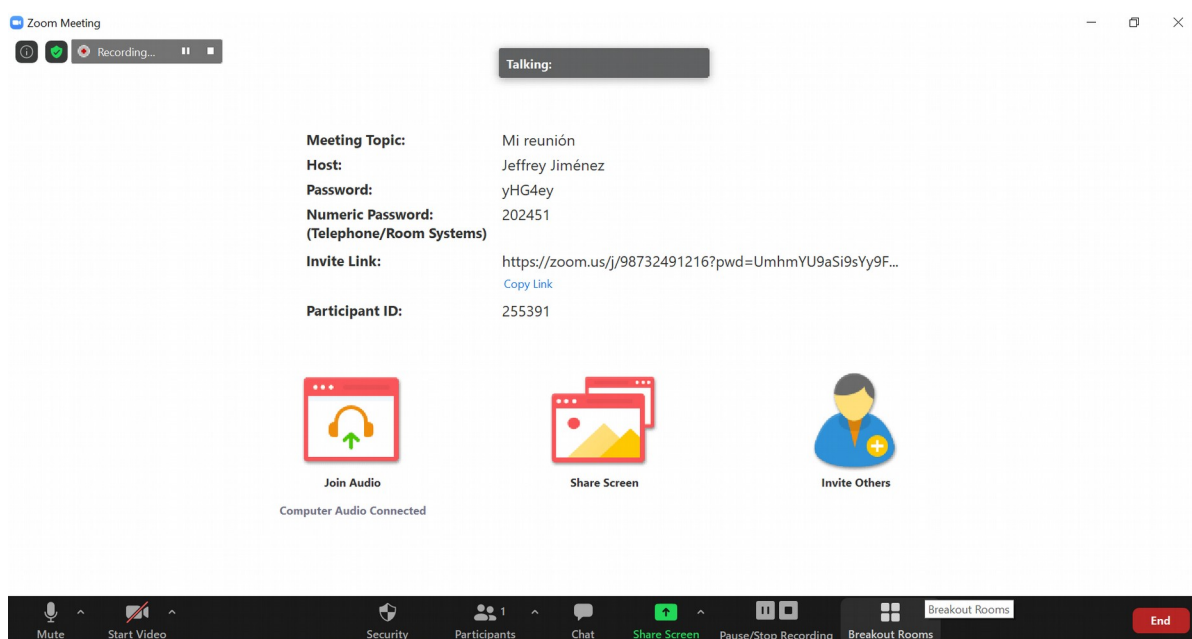 Zoom Meeting
Recording...
Talking:
Meeting Topic: Mi reunión
Host: Jeffrey Jiménez
Password: yHG4ey
Numeric Password: 202451
(Telephone/Room Systems)
Invite Link: https://zoom.us/j/98732491216?pwd=UmhmYU9aSi9sYy9F...
Copy Link
Participant ID: 255391
Join Audio Share Screen Invite Others
Computer Audio Connected
1 Breakout Rooms
Mute Start Video Security Participants Chat Share Screen Pause/Stop Recording Breakout Rooms End